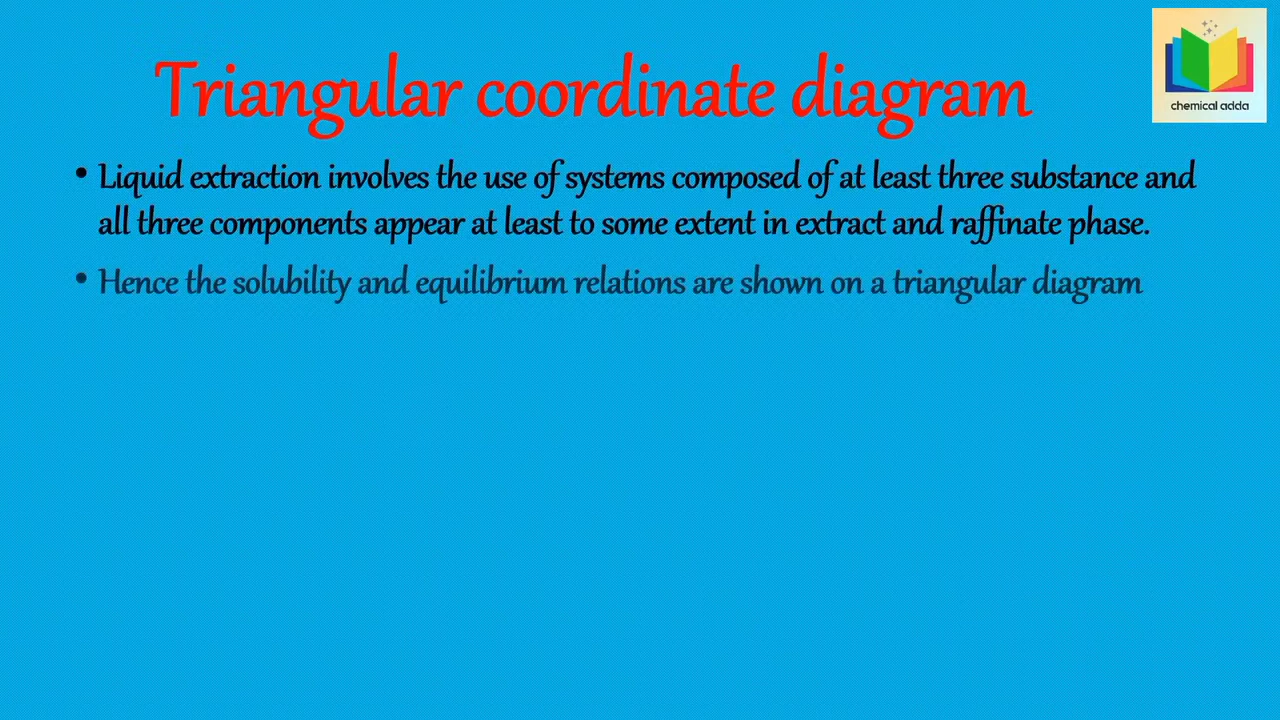 Triangular coordinate diagram
chemical adda
• Liquid extraction involves the use of systems composed of at least three substance and
all three components appear at least to some extent in extract and raffinate phase.
• Hence the solubility and equilibrium relations are shown on a triangular diagram